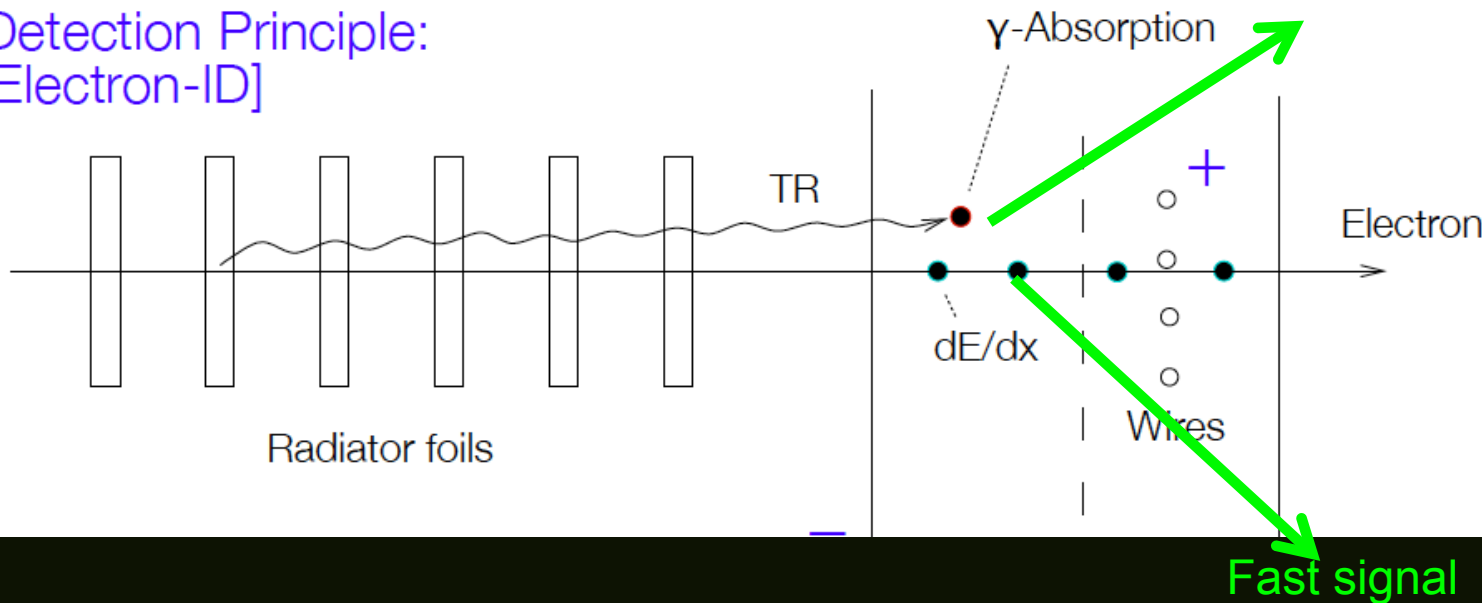 Detection Principle:
Electron-ID]
γ-Absorption
TR
+
Electron
dE/dx
Wires
Radiator foils
–
Fast signal